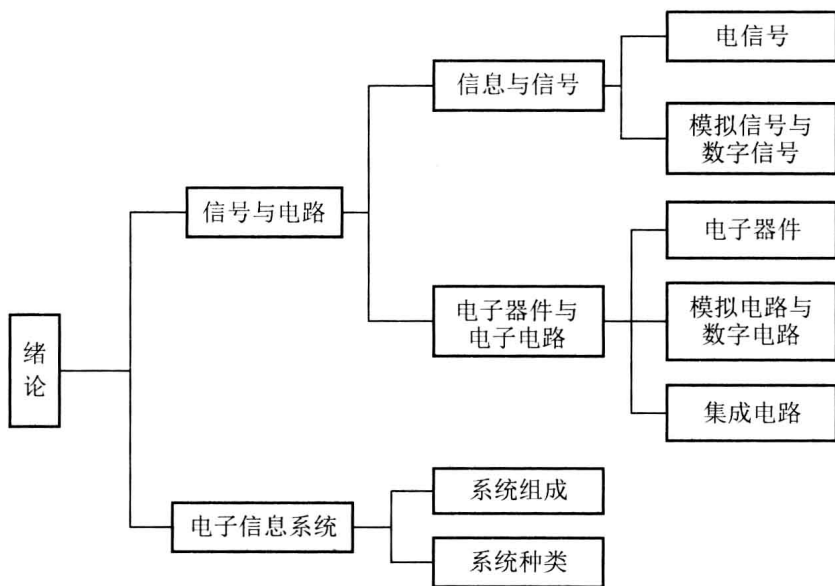 电信号
信息与信号
模拟信号与
数字信号
信号与电路
电子器件
电子器件与
电子电路
模拟电路与
数字电路
绪
论
集成电路
系统组成
电子信息系统
系统种类